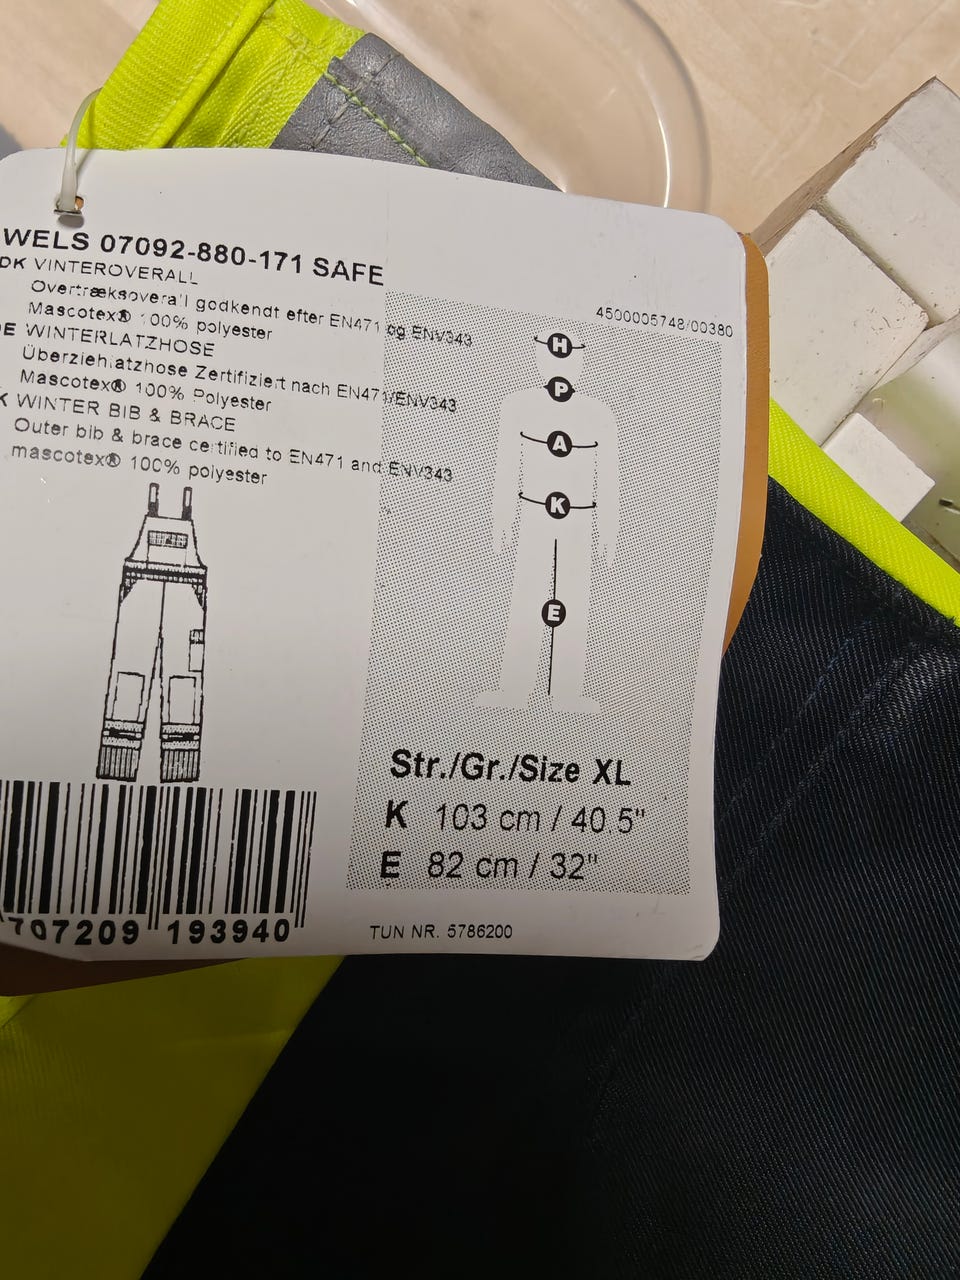 WELS 07092-880-171 SAFE
DK VINTEROVERALL
Overtræksoverall godkendt efter EN471 og ENV343
Mascotex® 100% polyester
DE WINTERLATZHOSE
Überziehlatzhose Zertifiziert nach EN471/ENV343
Mascotex® 100% Polyester
K WINTER BIB & BRACE
Outer bib & brace certified to EN471 and ENV343
mascotex® 100% polyester
4500005748/00380
H
P
A
K
E
Str./Gr./Size XL
K 103 cm / 40.5"
E 82 cm / 32"
707209 193940
TUN NR. 5786200